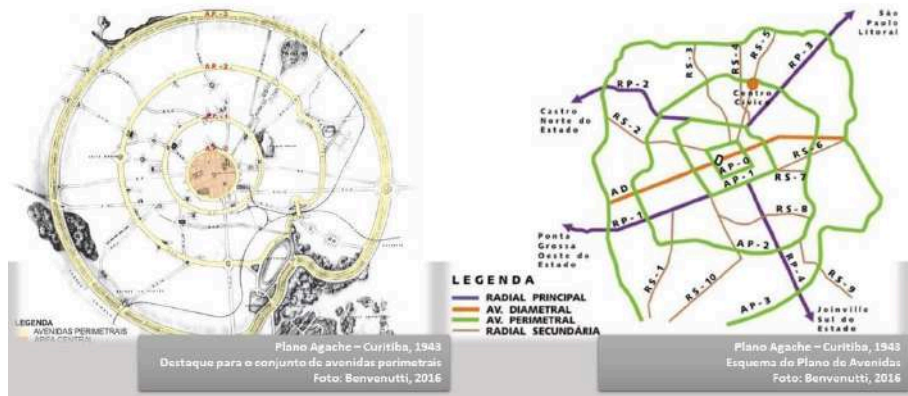 AP-3
AP-2
AP-1
LEGENDA
AVENIDAS PERIMETRAIS
ÁREA CENTRAL
Plano Agache – Curitiba, 1943
Destaque para o conjunto de avenidas perimetrais
Foto: Benvenutti, 2016
São
Paulo
Litoral
RS-3
RS-4
RS-5
RP-3
RP-2
Centro
Cívico
Castro
Norte do
Estado
RS-2
RS-6
D
AP-0
AP-1
RS-7
AD
RP-1
RS-8
Ponta
Grossa
Oeste do
Estado
AP-2
RP-4
RS-1
RS-10
RS-9
AP-3
Joinville
Sul do
Estado
LEGENDA
RADIAL PRINCIPAL
AV. DIAMETRAL
AV. PERIMETRAL
RADIAL SECUNDÁRIA
Plano Agache – Curitiba, 1943
Esquema do Plano de Avenidas
Foto: Benvenutti, 2016